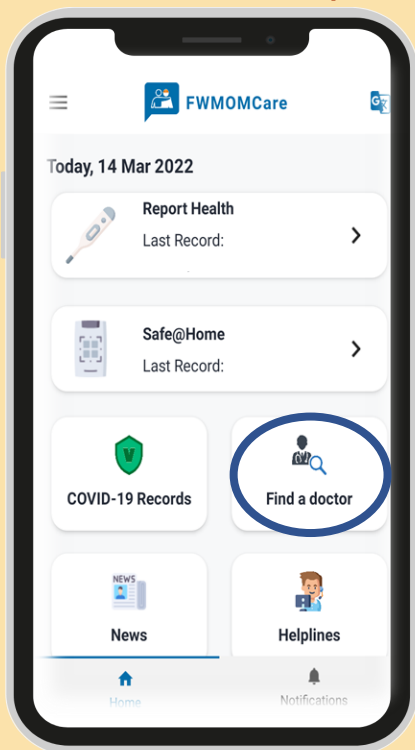 FWMOMCare
Today, 14 Mar 2022
Report Health
Last Record:
Safe@Home
Last Record:
V
COVID-19 Records
Find a doctor
NEWS
News
Helplines
Home
Notifications